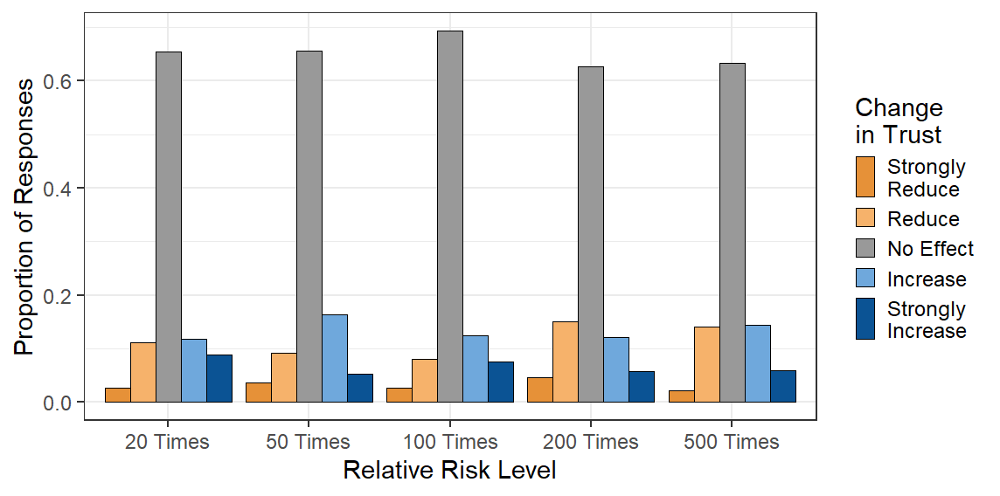 Proportion of Responses
0.6
0.4
0.2
0.0
20 Times
50 Times
100 Times
200 Times
500 Times
Relative Risk Level
Change
in Trust
Strongly
Reduce
Reduce
No Effect
Increase
Strongly
Increase